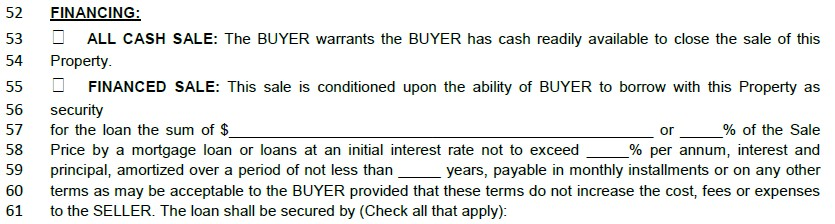 52 FINANCING:
53 ☐ ALL CASH SALE: The BUYER warrants the BUYER has cash readily available to close the sale of this
54 Property.
55 ☐ FINANCED SALE: This sale is conditioned upon the ability of BUYER to borrow with this Property as
56 security
57 for the loan the sum of $______________________________________________________ or _____% of the Sale
58 Price by a mortgage loan or loans at an initial interest rate not to exceed _____% per annum, interest and
59 principal, amortized over a period of not less than _____ years, payable in monthly installments or on any other
60 terms as may be acceptable to the BUYER provided that these terms do not increase the cost, fees or expenses
61 to the SELLER. The loan shall be secured by (Check all that apply):